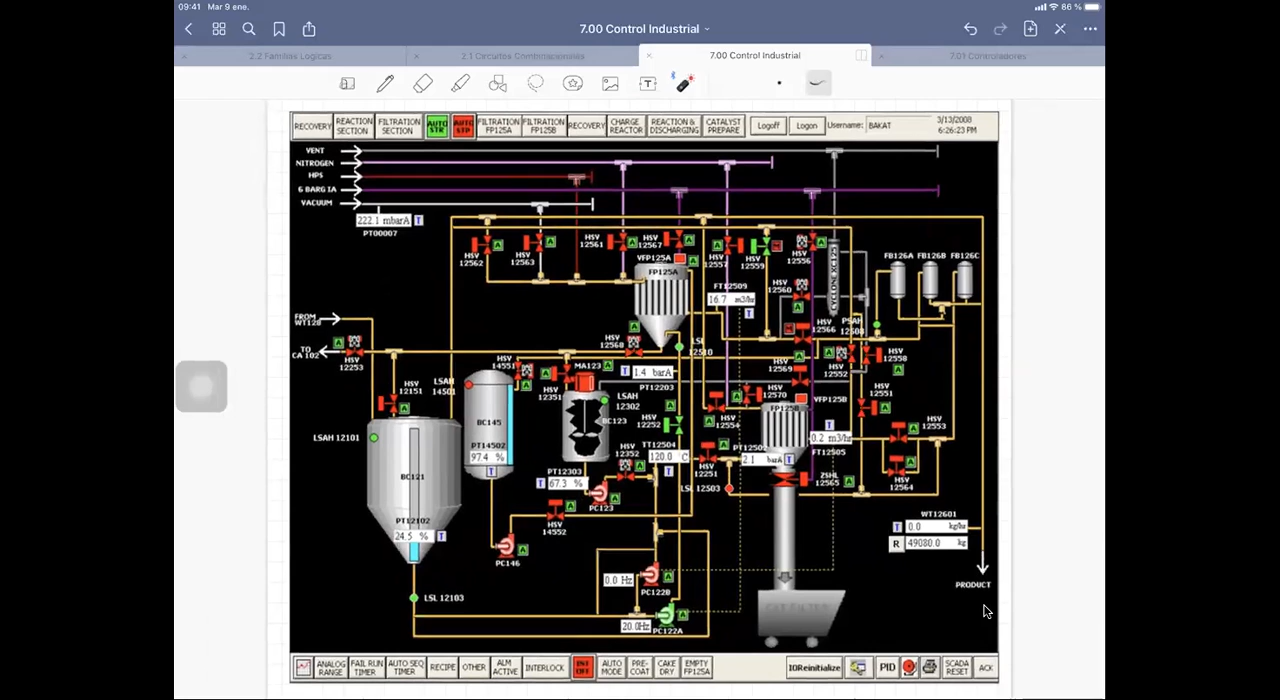 09:41 Mar 9 ene.
86 %
7.00 Control Industrial
2.2 Familias Logicas
2.1 Circuitos Combinacionales
7.00 Control Industrial
7.01 Controladores
RECOVERY
REACTION SECTION
FILTRATION SECTION
AUTO STR
AUTO STP
FILTRATION FP125A
FILTRATION FP125B
RECOVERY
CHARGE REACTOR
REACTION & DISCHARGING
CATALYST PREPARE
Logoff
Logon
Username: BAKAT
3/13/2008
6:26:23 PM
VENT
NITROGEN
HPS
6 BARG IA
VACUUM
222.1 mbarA T
PT00007
HSV 12562
HSV 12563
HSV 12561
HSV 12567
VFP125A
FP125A
HSV 12557
HSV 12559
HSV 12556
CYCLONE XC125
FB126A
FB126B
FB126C
FT12509
16.7 m3/hr
T
HSV 12560
HSV 12566
FROM WT128
TO CA 102
HSV 12253
HSV 12568
HSV 12569
HSV 12552
HSV 12558
HSV 14551
MA123
1.4 barA
PT12203
HSV 12151
LSAH 14501
HSV 12351
LSAH 12302
BC123
HSV 12252
HSV 12570
VFP125B
FP125B
HSV 12551
HSV 12553
HSV 12554
LSAH 12101
BC145
PT14502
97.4 %
T
HSV 12352
TT12504
120.0 C
T
PT12502
2.1 barA T
0.2 m3/hr
FT12505
HSV 12251
PT12303
T 67.3 %
PC123
LSL 12503
ZSHL 12565
HSV 12564
BC121
PT12102
24.5 % T
HSV 14552
PC146
WT12601
T 0.0 kg/hr
R 49080.0 kg
PRODUCT
0.0 Hz
PC122B
20.0Hz
PC122A
LSL 12103
ANALOG RANGE
FAIL RUN TIMER
AUTO SEQ TIMER
RECIPE
OTHER
ALM ACTIVE
INTERLOCK
AUTO MODE
PRE-COAT
CAKE DRY
EMPTY FP125A
IOReinitialize
PID
SCADA RESET
ACK